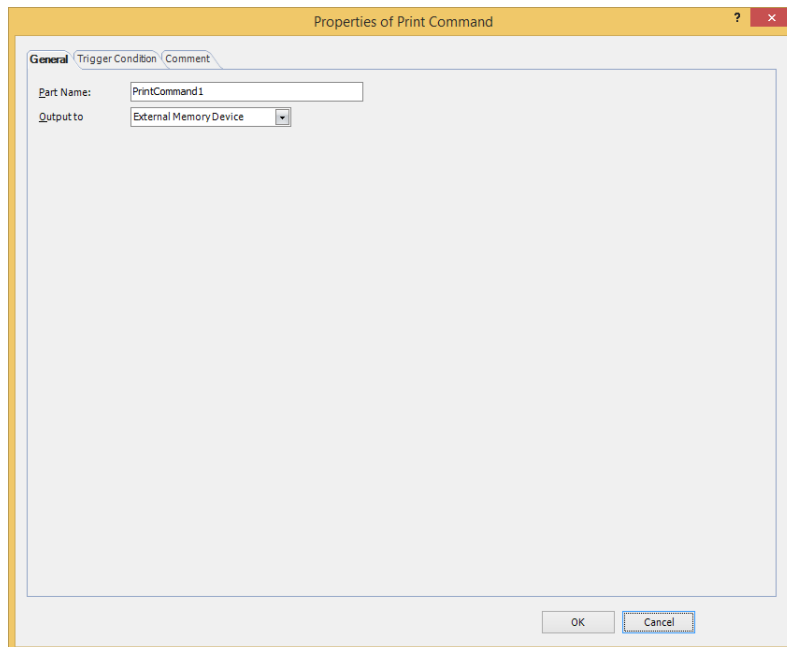 Properties of Print Command
?
General Trigger Condition Comment
Part Name: PrintCommand1
Output to External Memory Device
OK Cancel